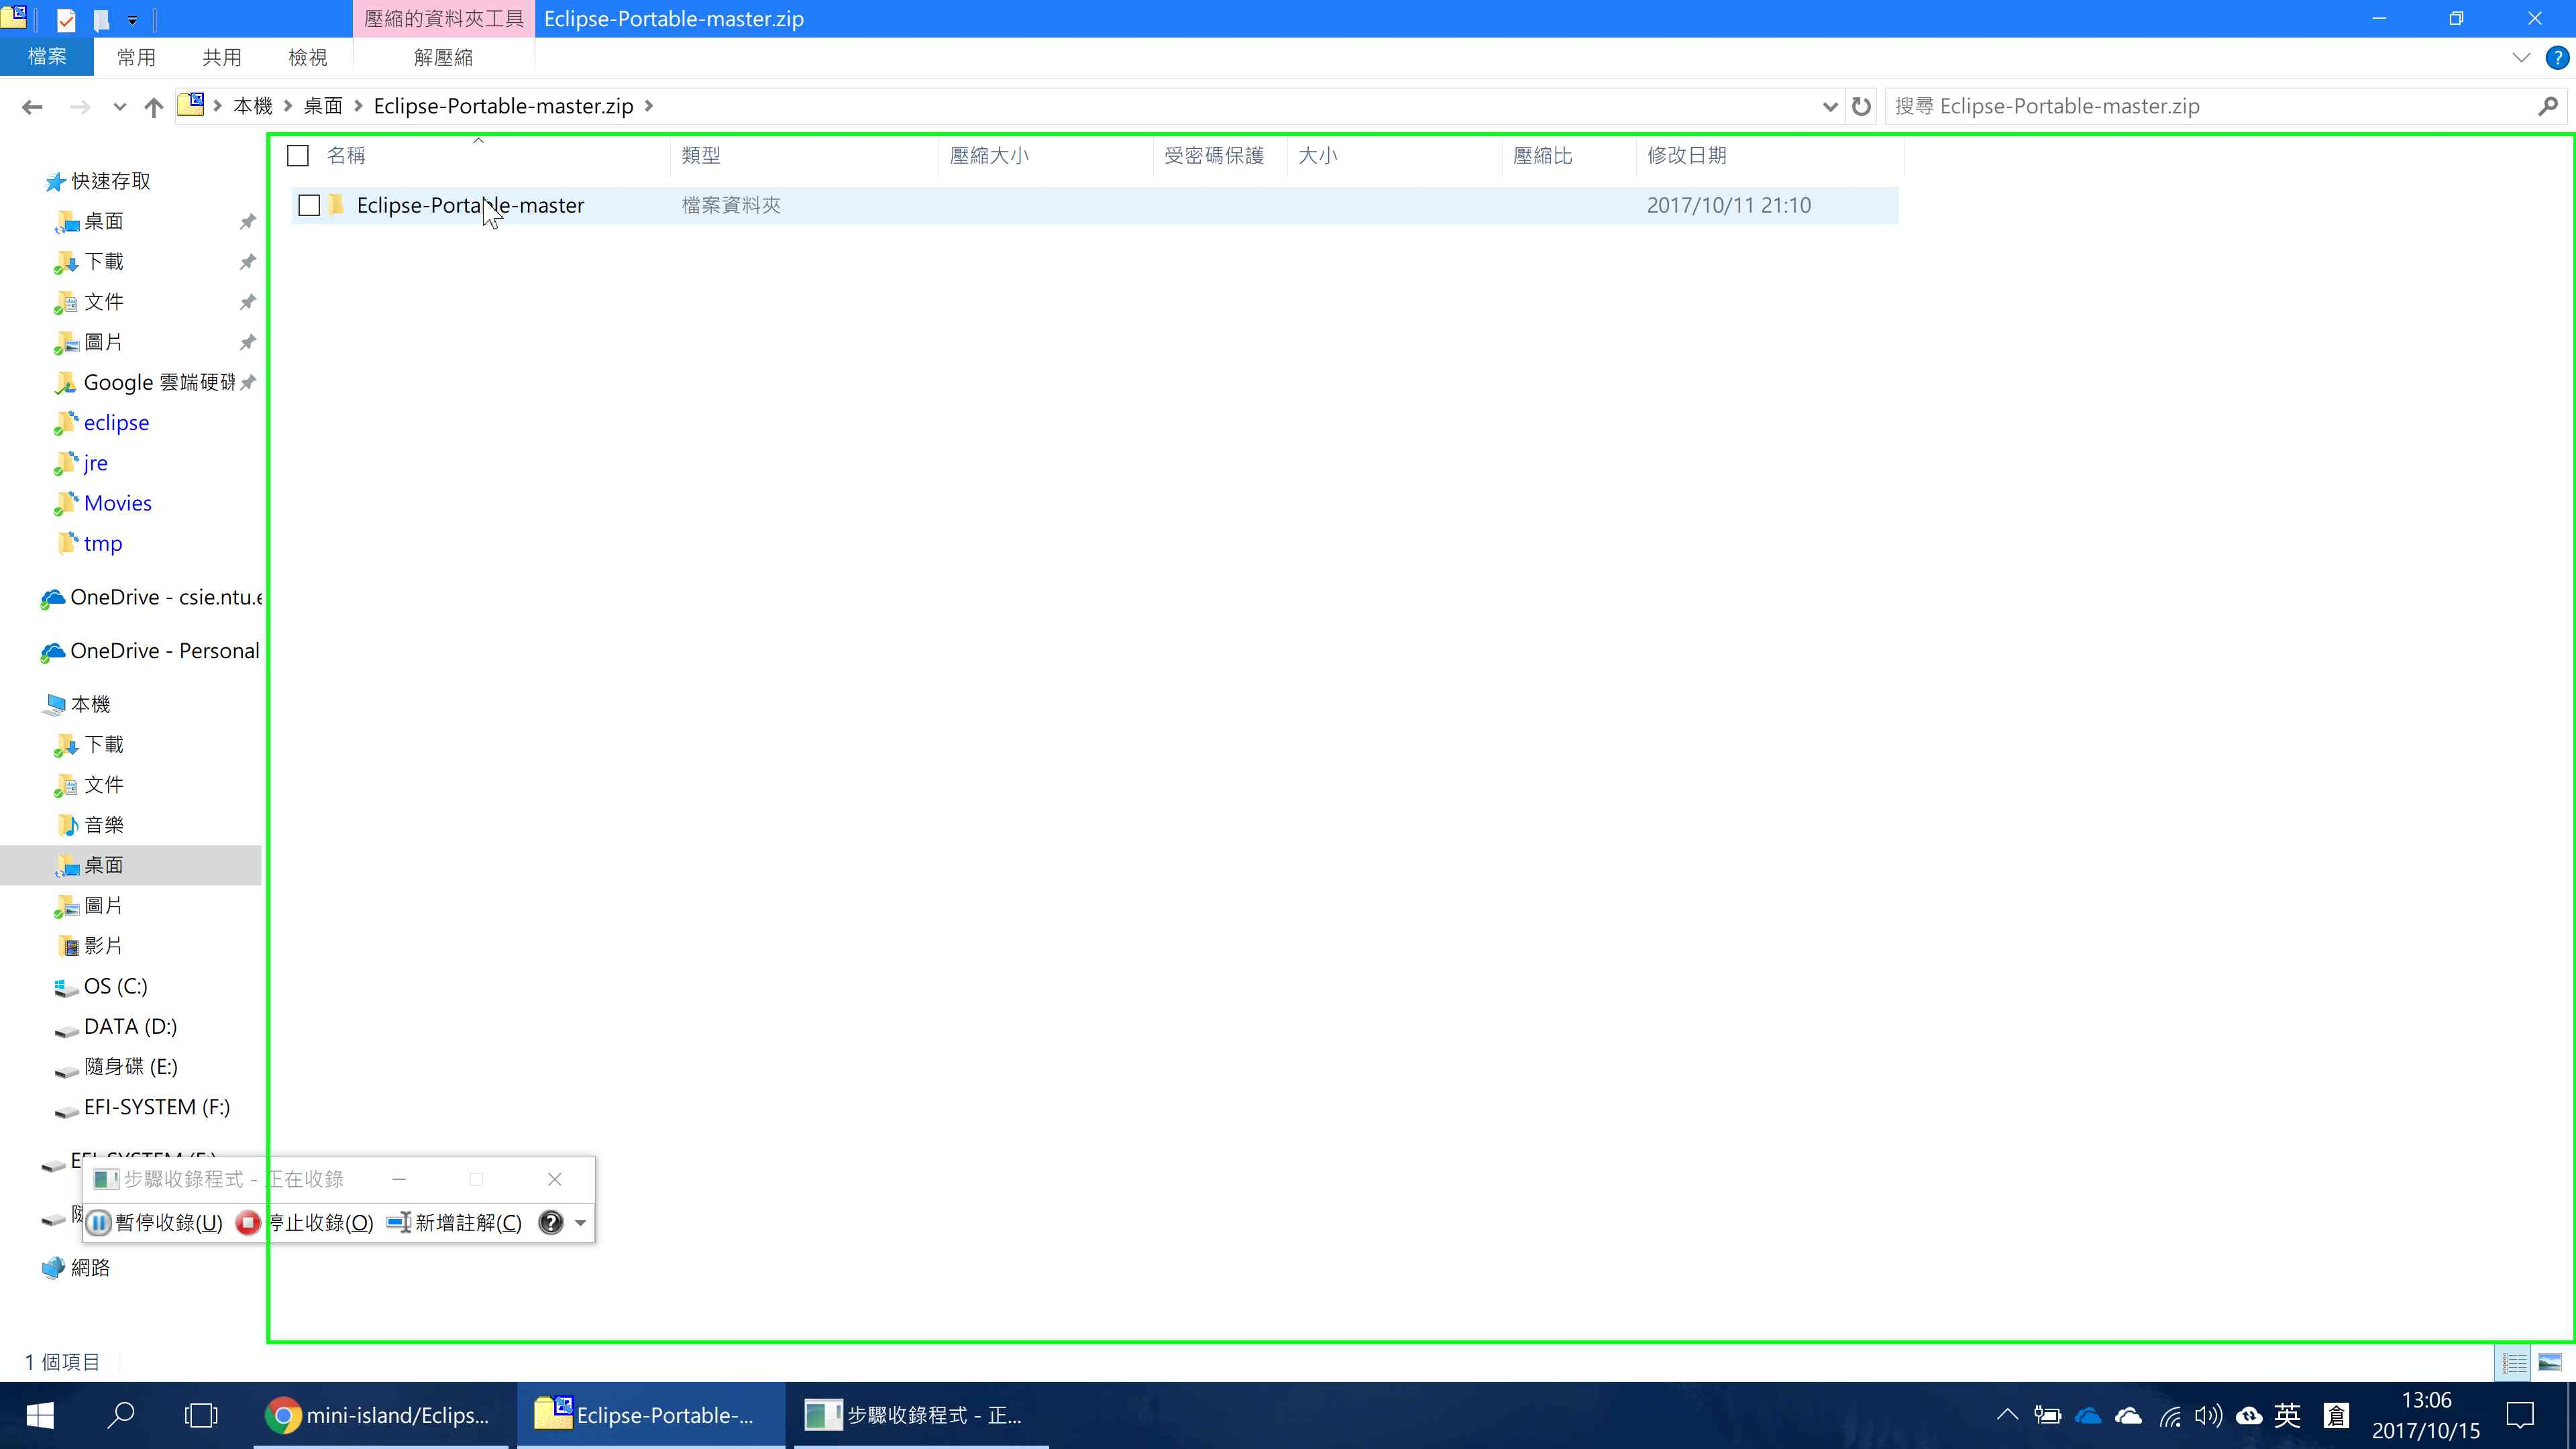 壓縮的資料夾工具 Eclipse-Portable-master.zip
檔案 常用 共用 檢視 解壓縮
本機 桌面 Eclipse-Portable-master.zip 搜尋 Eclipse-Portable-master.zip
名稱 類型 壓縮大小 受密碼保護 大小 壓縮比 修改日期
Eclipse-Portable-master 檔案資料夾 2017/10/11 21:10
快速存取
桌面
下載
文件
圖片
Google 雲端硬碟
eclipse
jre
Movies
tmp
OneDrive - csie.ntu.e
OneDrive - Personal
本機
下載
文件
音樂
桌面
圖片
影片
OS (C:)
DATA (D:)
隨身碟 (E:)
EFI-SYSTEM (F:)
步驟收錄程式 - 正在收錄
暫停收錄(U) 停止收錄(O) 新增註解(C)
網路
1 個項目
mini-island/Eclips... Eclipse-Portable-... 步驟收錄程式 - 正... 英 倉 13:06
2017/10/15